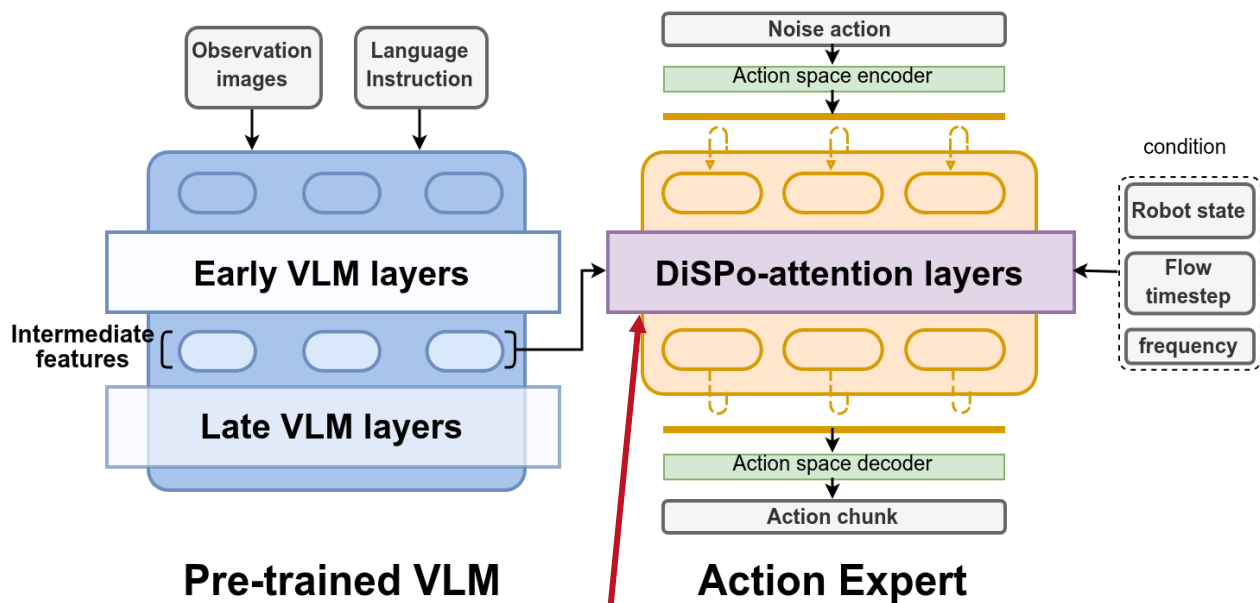 Observation
images
Language
Instruction
Early VLM layers
Intermediate
features
Late VLM layers
Pre-trained VLM
Noise action
Action space encoder
DiSPo-attention layers
Action space decoder
Action chunk
Action Expert
condition
Robot state
Flow
timestep
frequency